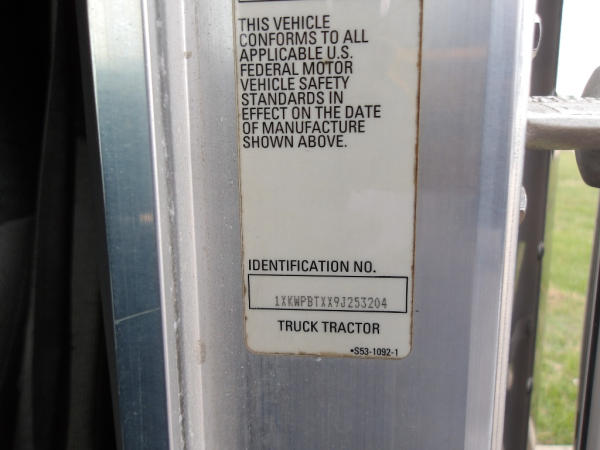 THIS VEHICLE
CONFORMS TO ALL
APPLICABLE U.S.
FEDERAL MOTOR
VEHICLE SAFETY
STANDARDS IN
EFFECT ON THE DATE
OF MANUFACTURE
SHOWN ABOVE.
IDENTIFICATION NO.
1XKWPBTXX9J253204
TRUCK TRACTOR
•S53-1092-1